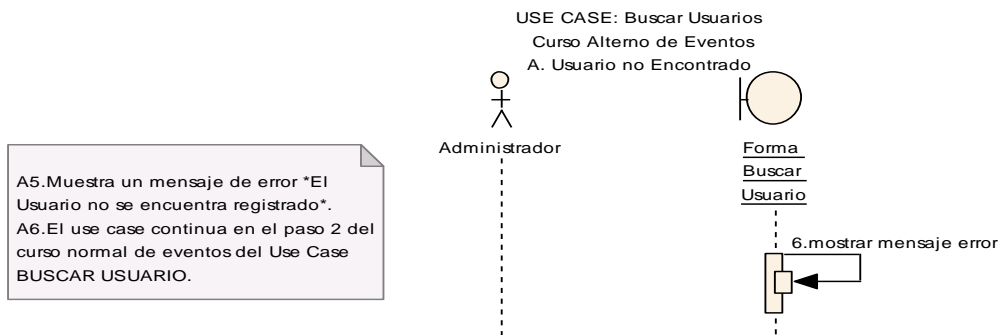 USE CASE: Buscar Usuarios
Curso Alterno de Eventos
A. Usuario no Encontrado
Administrador
Forma
Buscar
Usuario
A5.Muestra un mensaje de error *El
Usuario no se encuentra registrado*.
A6.El use case continua en el paso 2 del
curso normal de eventos del Use Case
BUSCAR USUARIO.
6.mostrar mensaje error